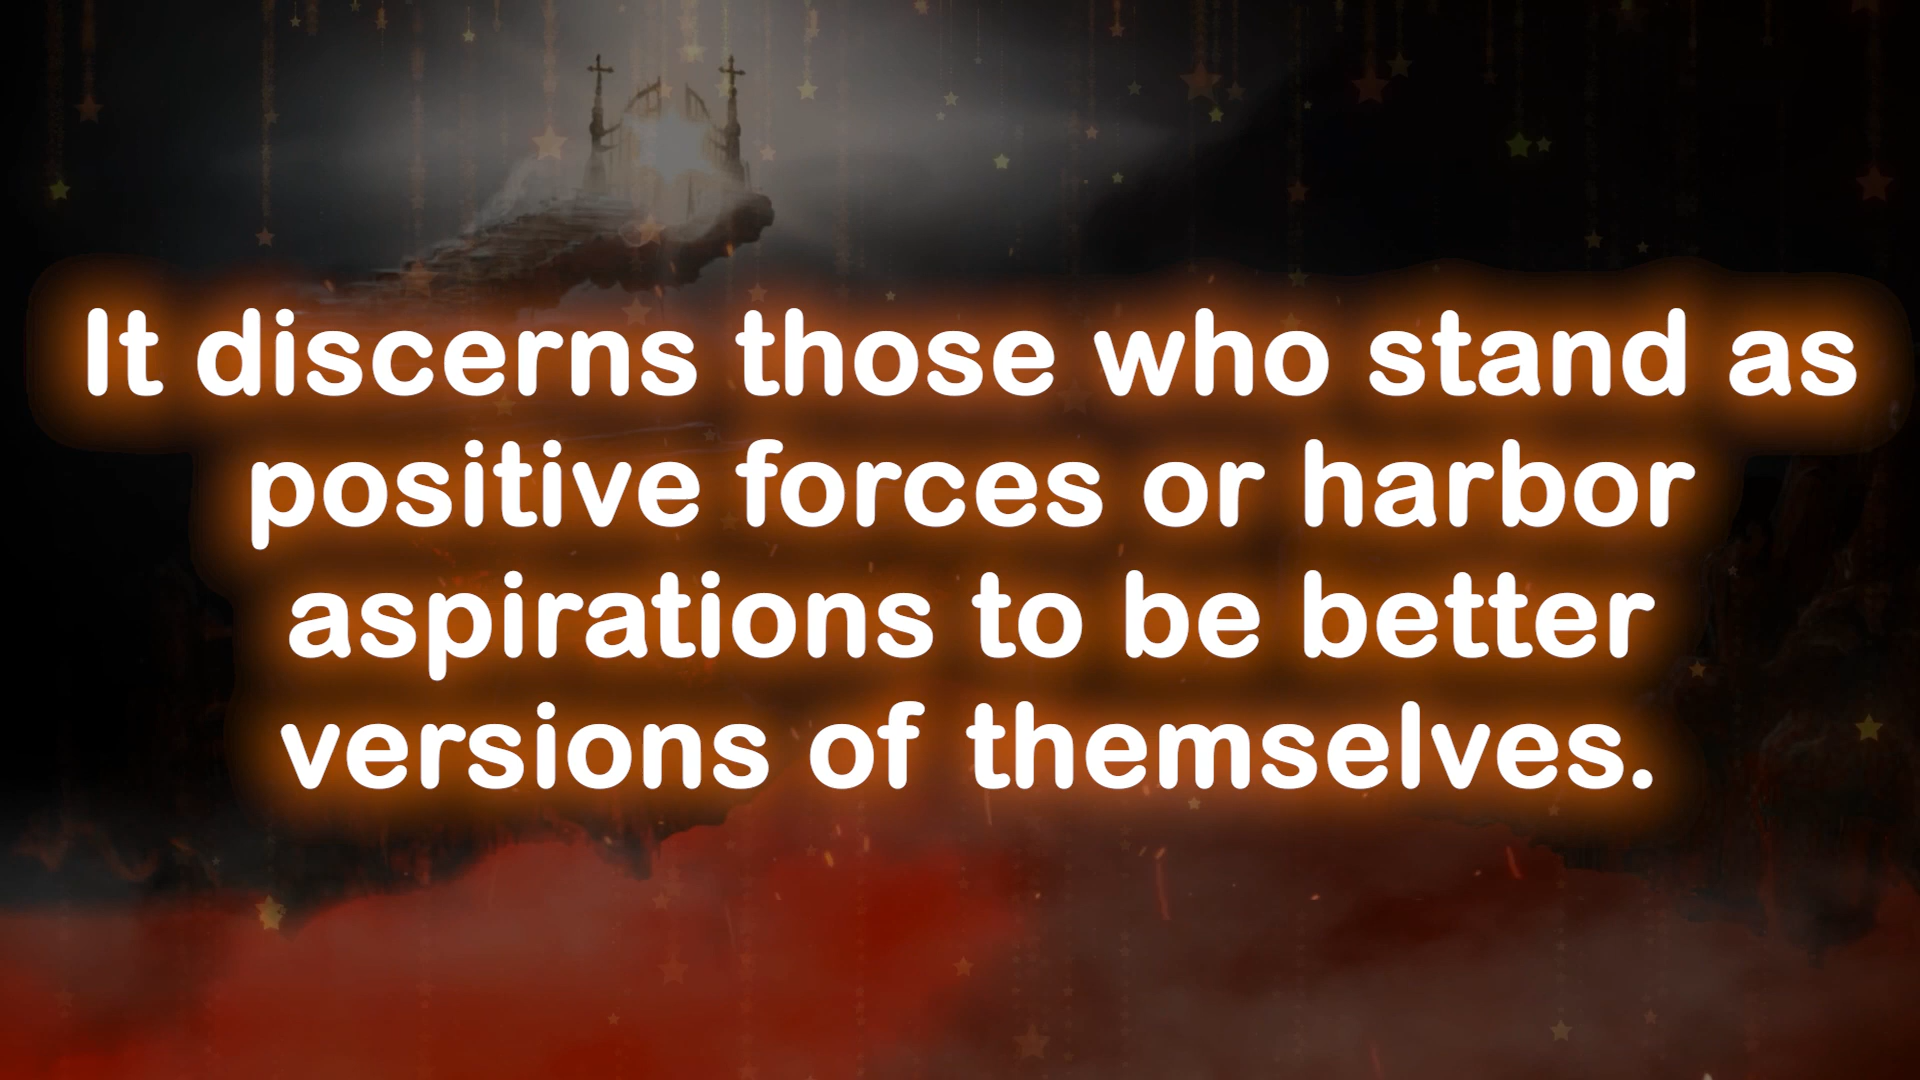 It discerns those who stand as
positive forces or harbor
aspirations to be better
versions of themselves.